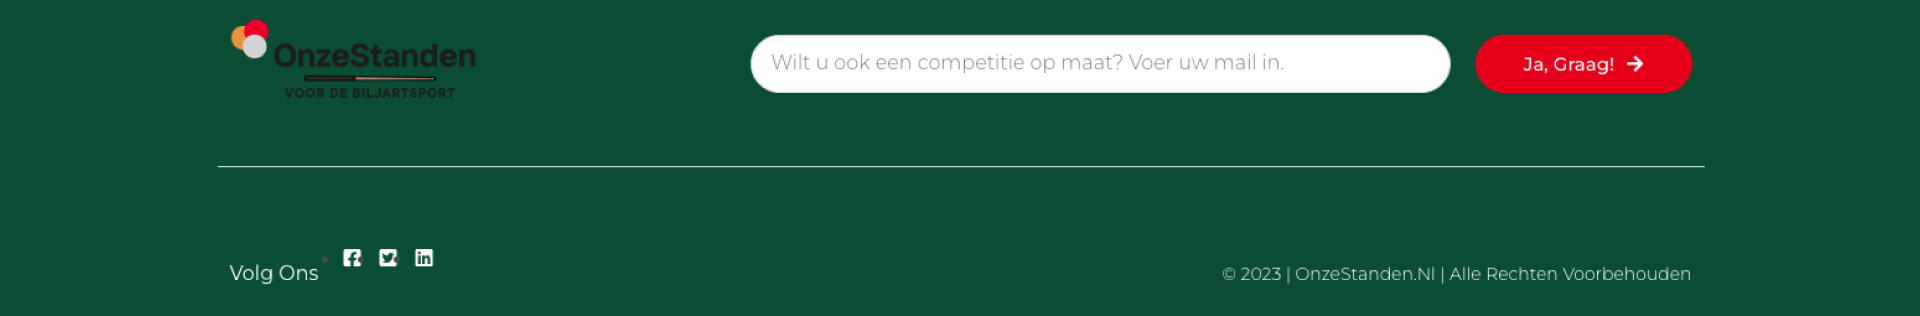 OnzeStanden
VOOR DE BILJARTSPORT
Wilt u ook een competitie op maat? Voer uw mail in.
Ja, Graag!
Volg Ons
© 2023 | OnzeStanden.Nl | Alle Rechten Voorbehouden